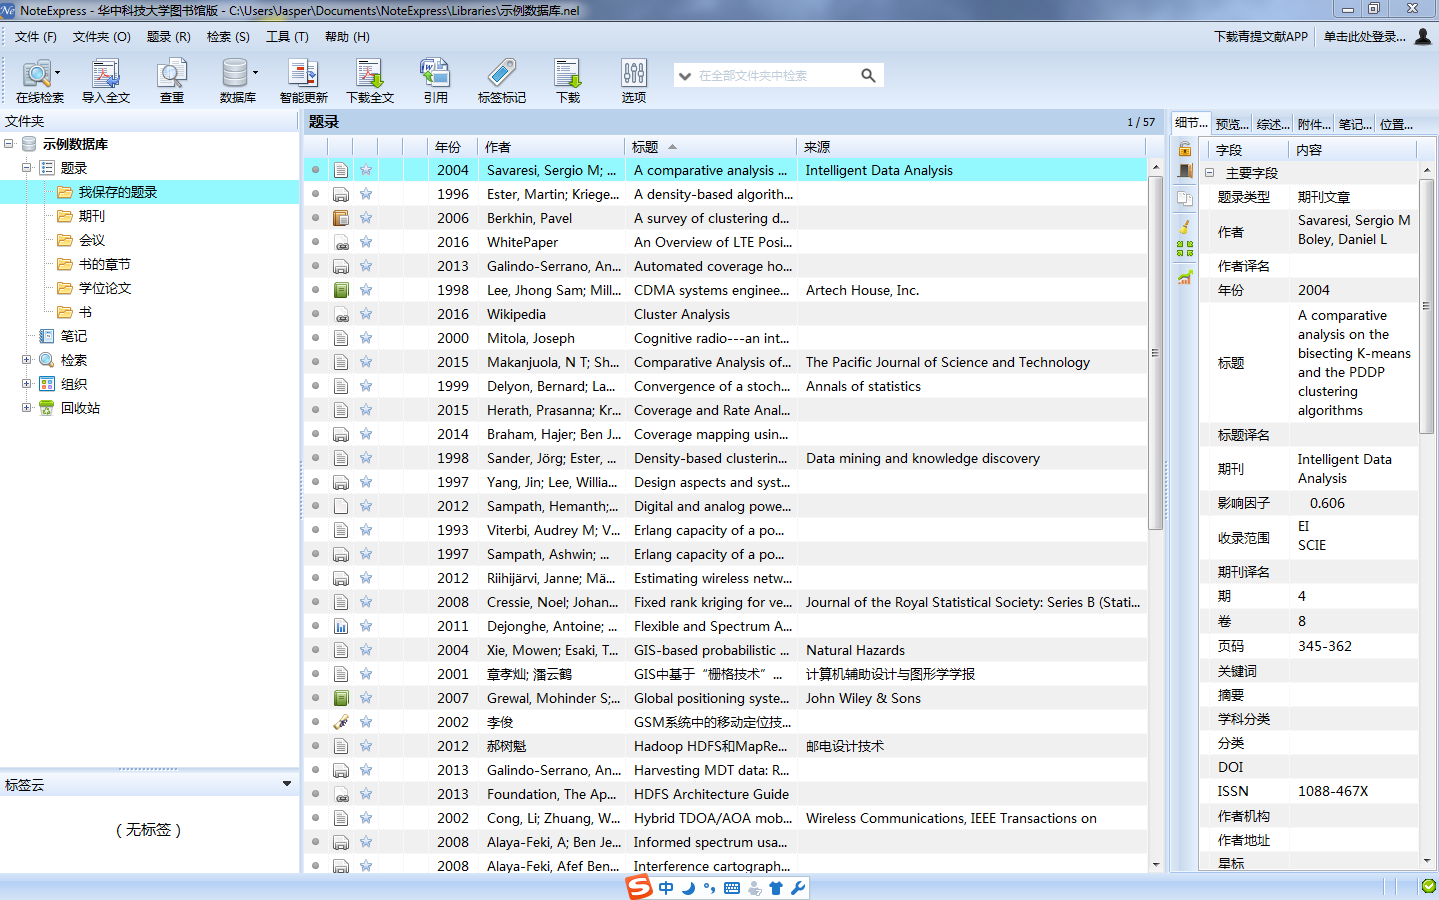 NoteExpress - 华中科技大学图书馆版 - C:\Users\Jasper\Documents\NoteExpress\Libraries\示例数据库.nel
文件 (F) 文件夹 (O) 题录 (R) 检索 (S) 工具 (T) 帮助 (H) 下载青提文献APP 单击此处登录...
在线检索 导入全文 查重 数据库 智能更新 下载全文 引用 标签标记 下载 选项 在全部文件夹中检索
文件夹
示例数据库
题录
我保存的题录
期刊
会议
书的章节
学位论文
书
笔记
检索
组织
回收站
标签云
（无标签）
题录 1 / 57
年份 作者 标题 来源
2004 Savaresi, Sergio M; ... A comparative analysis ... Intelligent Data Analysis
1996 Ester, Martin; Kriege... A density-based algorith...
2006 Berkhin, Pavel A survey of clustering d...
2016 WhitePaper An Overview of LTE Posi...
2013 Galindo-Serrano, An... Automated coverage ho...
1998 Lee, Jhong Sam; Mill... CDMA systems enginee... Artech House, Inc.
2016 Wikipedia Cluster Analysis
2000 Mitola, Joseph Cognitive radio---an int...
2015 Makanjuola, N T; Sh... Comparative Analysis of... The Pacific Journal of Science and Technology
1999 Delyon, Bernard; La... Convergence of a stoch... Annals of statistics
2015 Herath, Prasanna; Kr... Coverage and Rate Anal...
2014 Braham, Hajer; Ben J... Coverage mapping usin...
1998 Sander, Jörg; Ester, ... Density-based clusterin... Data mining and knowledge discovery
1997 Yang, Jin; Lee, Willia... Design aspects and syst...
2012 Sampath, Hemanth;... Digital and analog powe...
1993 Viterbi, Audrey M; V... Erlang capacity of a po...
1997 Sampath, Ashwin; ... Erlang capacity of a po...
2012 Riihijärvi, Janne; Mä... Estimating wireless netw...
2008 Cressie, Noel; Johan... Fixed rank kriging for ve... Journal of the Royal Statistical Society: Series B (Stati...
2011 Dejonghe, Antoine; ... Flexible and Spectrum A...
2004 Xie, Mowen; Esaki, T... GIS-based probabilistic ... Natural Hazards
2001 章孝灿; 潘云鹤 GIS中基于“栅格技术”... 计算机辅助设计与图形学学报
2007 Grewal, Mohinder S;... Global positioning syste... John Wiley & Sons
2002 李俊 GSM系统中的移动定位技...
2012 郝树魁 Hadoop HDFS和MapRe... 邮电设计技术
2013 Galindo-Serrano, An... Harvesting MDT data: R...
2013 Foundation, The Ap... HDFS Architecture Guide
2002 Cong, Li; Zhuang, W... Hybrid TDOA/AOA mob... Wireless Communications, IEEE Transactions on
2008 Alaya-Feki, A; Ben Je... Informed spectrum usa...
2008 Alaya-Feki, Afef Ben... Interference cartograph...
细节... 预览... 综述... 附件... 笔记... 位置...
字段 内容
主要字段
题录类型 期刊文章
作者 Savaresi, Sergio M
Boley, Daniel L
作者译名
年份 2004
标题 A comparative
analysis on the
bisecting K-means
and the PDDP
clustering
algorithms
标题译名
期刊 Intelligent Data
Analysis
影响因子 0.606
收录范围 EI
SCIE
期刊译名
期 4
卷 8
页码 345-362
关键词
摘要
学科分类
分类
DOI
ISSN 1088-467X
作者机构
作者地址
星标
中